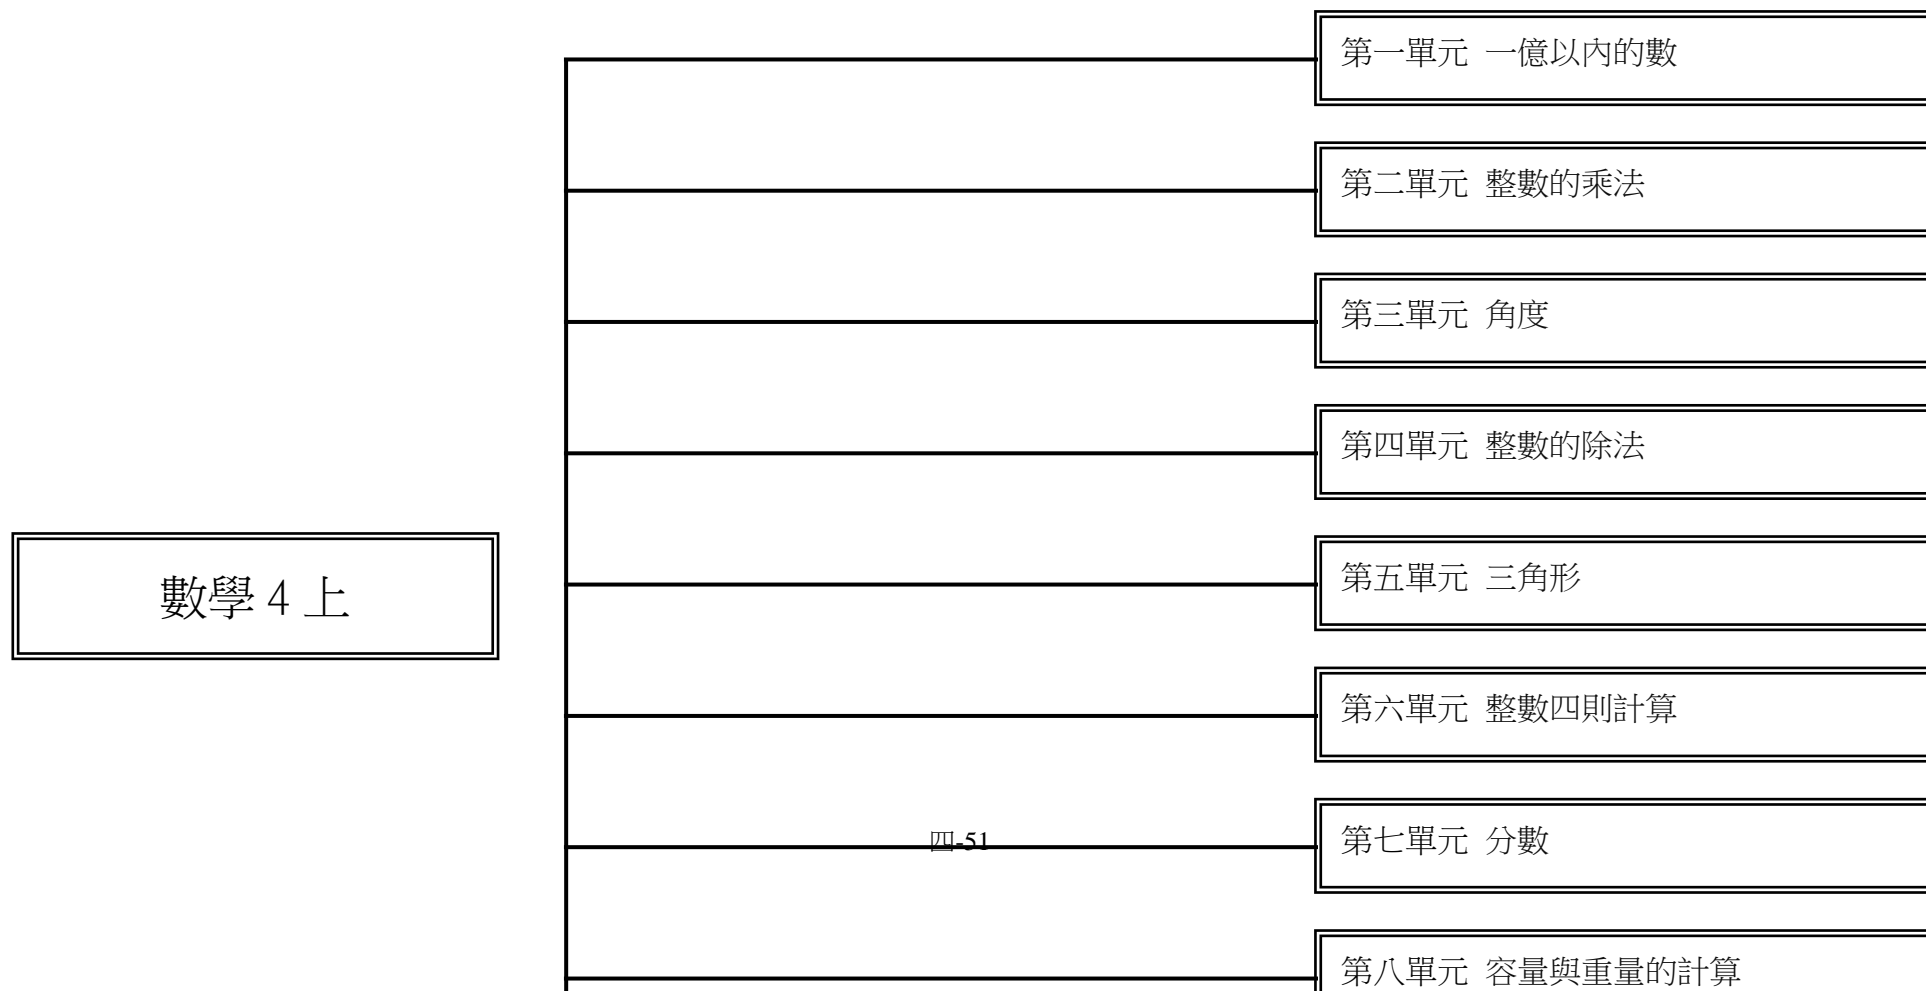 第一單元 一億以內的數
第二單元 整數的乘法
第三單元 角度
第四單元 整數的除法
第五單元 三角形
數學 4 上
第六單元 整數四則計算
四-51
第七單元 分數
第八單元 容量與重量的計算